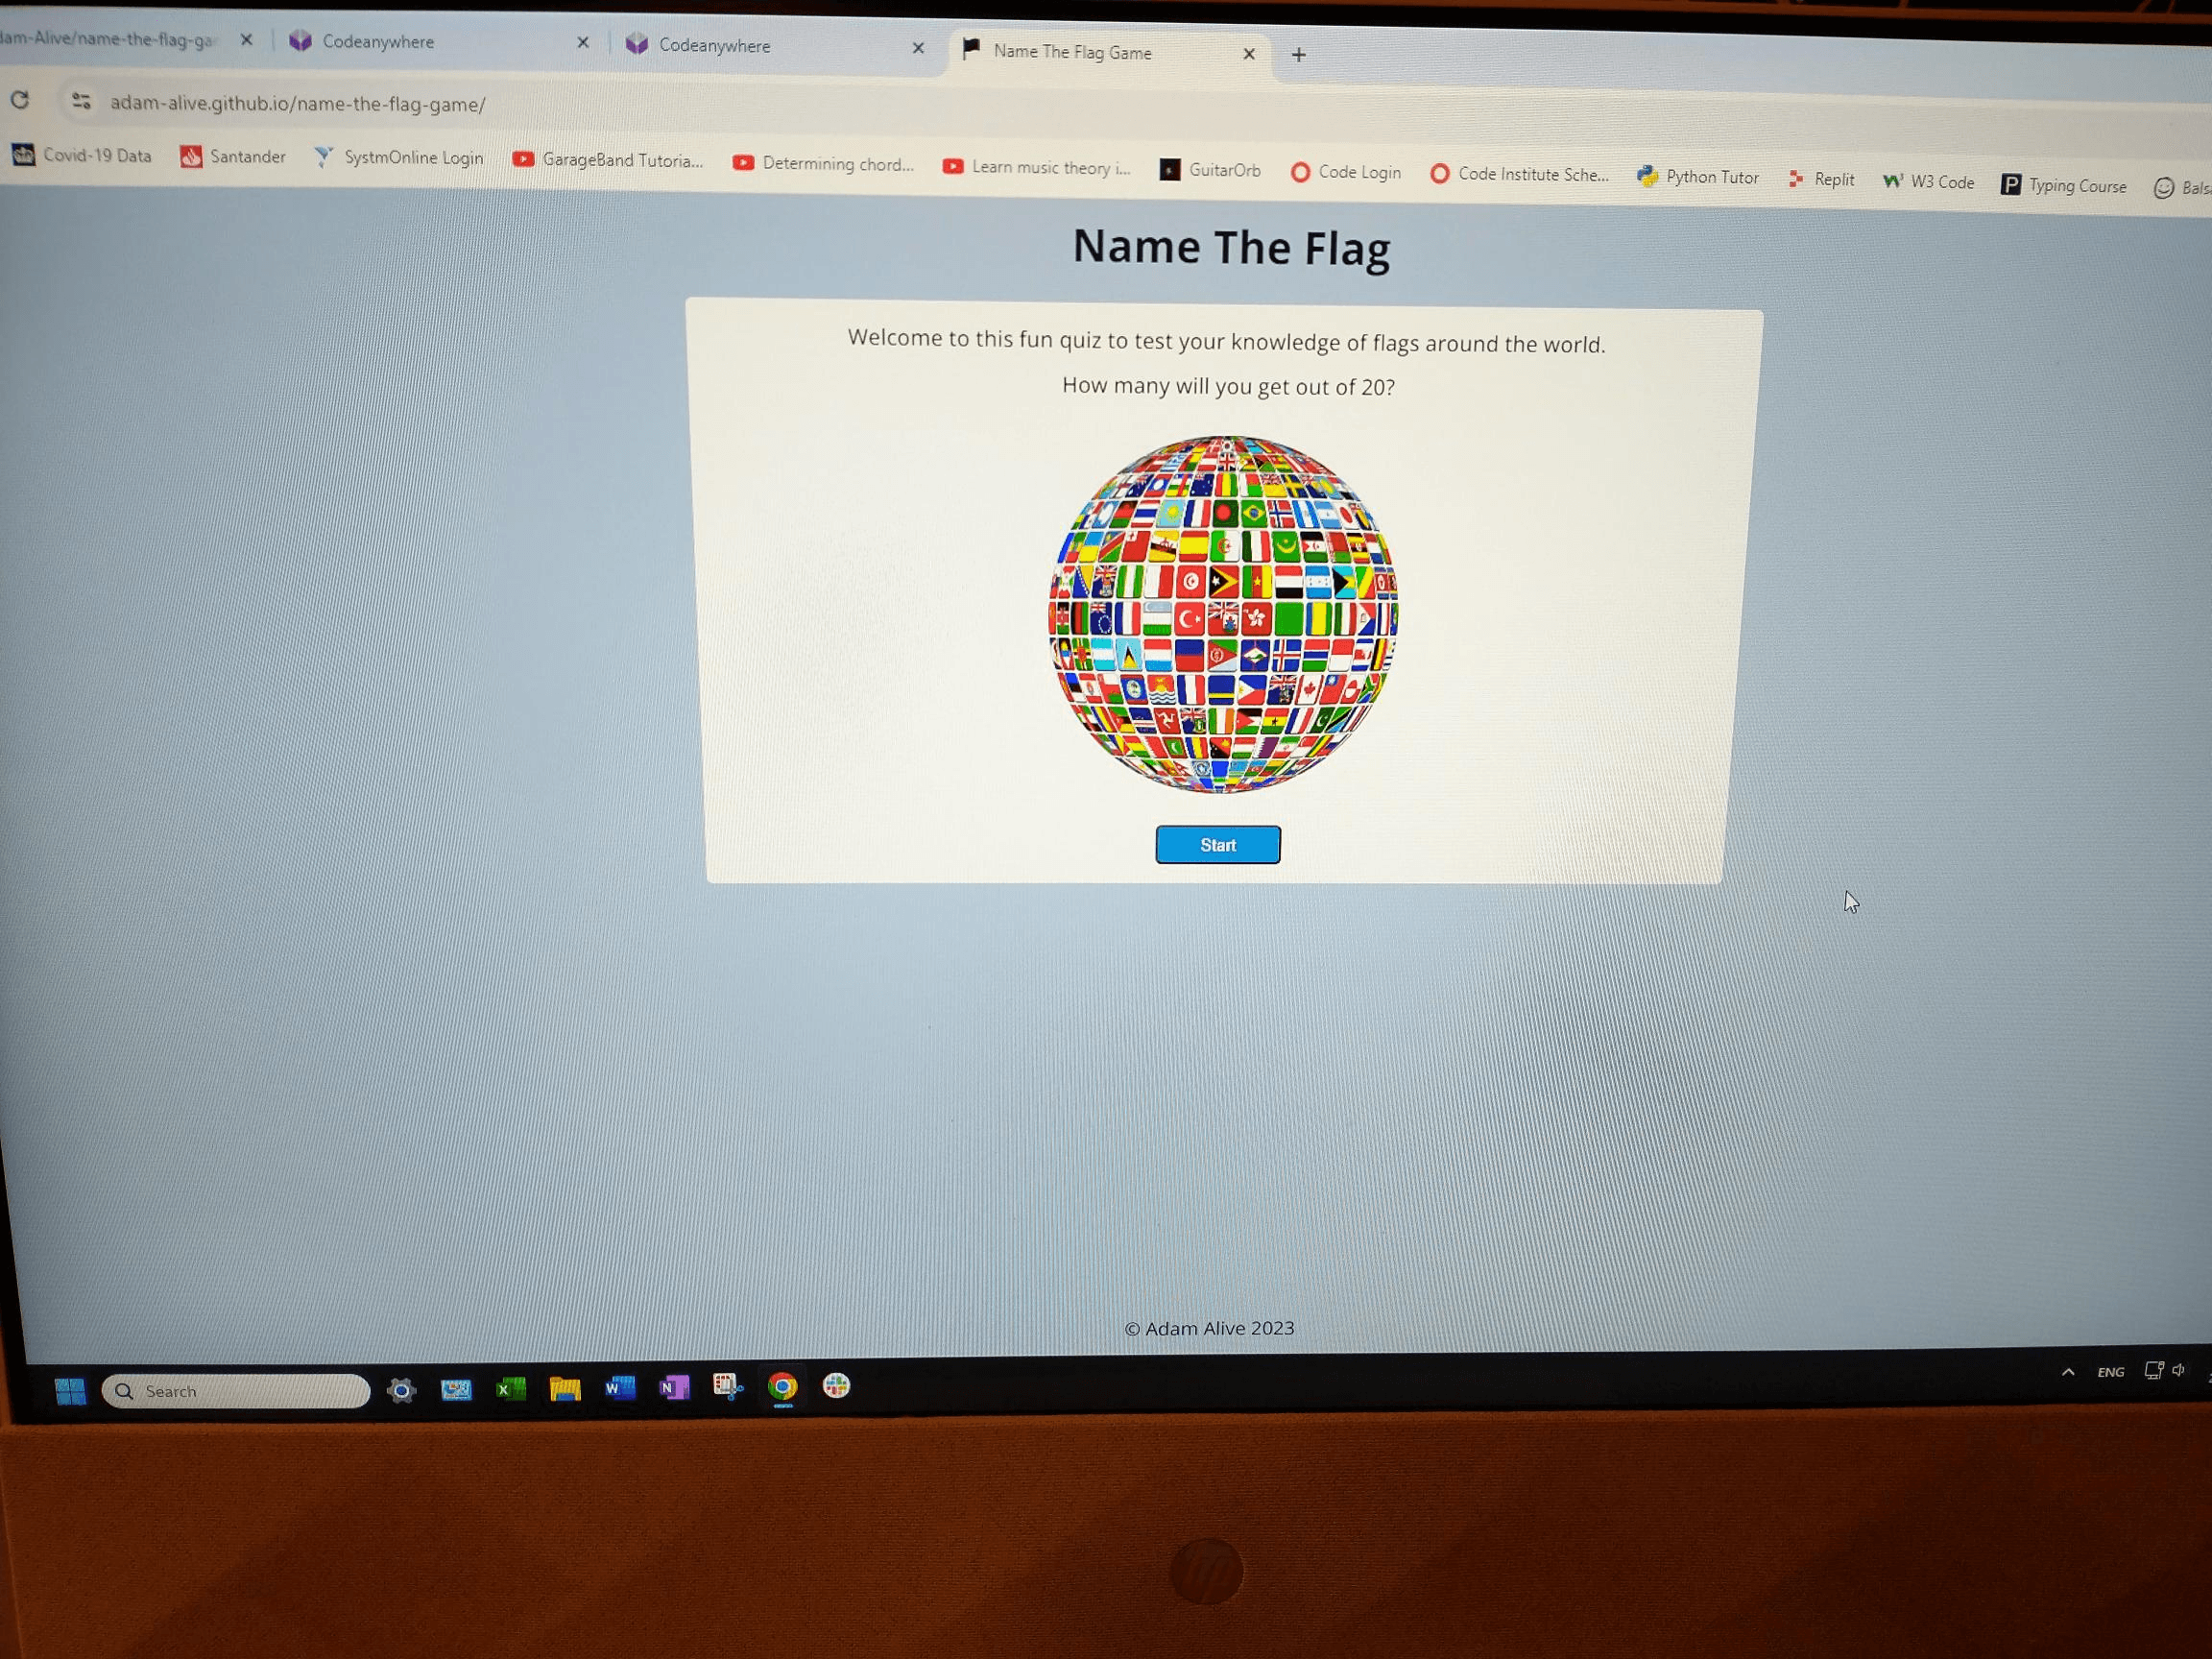 dam-Alive/name-the-flag-ga
Codeanywhere
Codeanywhere
Name The Flag Game
adam-alive.github.io/name-the-flag-game/
Covid-19 Data
Santander
SystmOnline Login
GarageBand Tutoria...
Determining chord...
Learn music theory i...
GuitarOrb
Code Login
Code Institute Sche...
Python Tutor
Replit
W3 Code
Typing Course
Bals
Name The Flag
Welcome to this fun quiz to test your knowledge of flags around the world.
How many will you get out of 20?
Start
© Adam Alive 2023
Search
ENG
hp